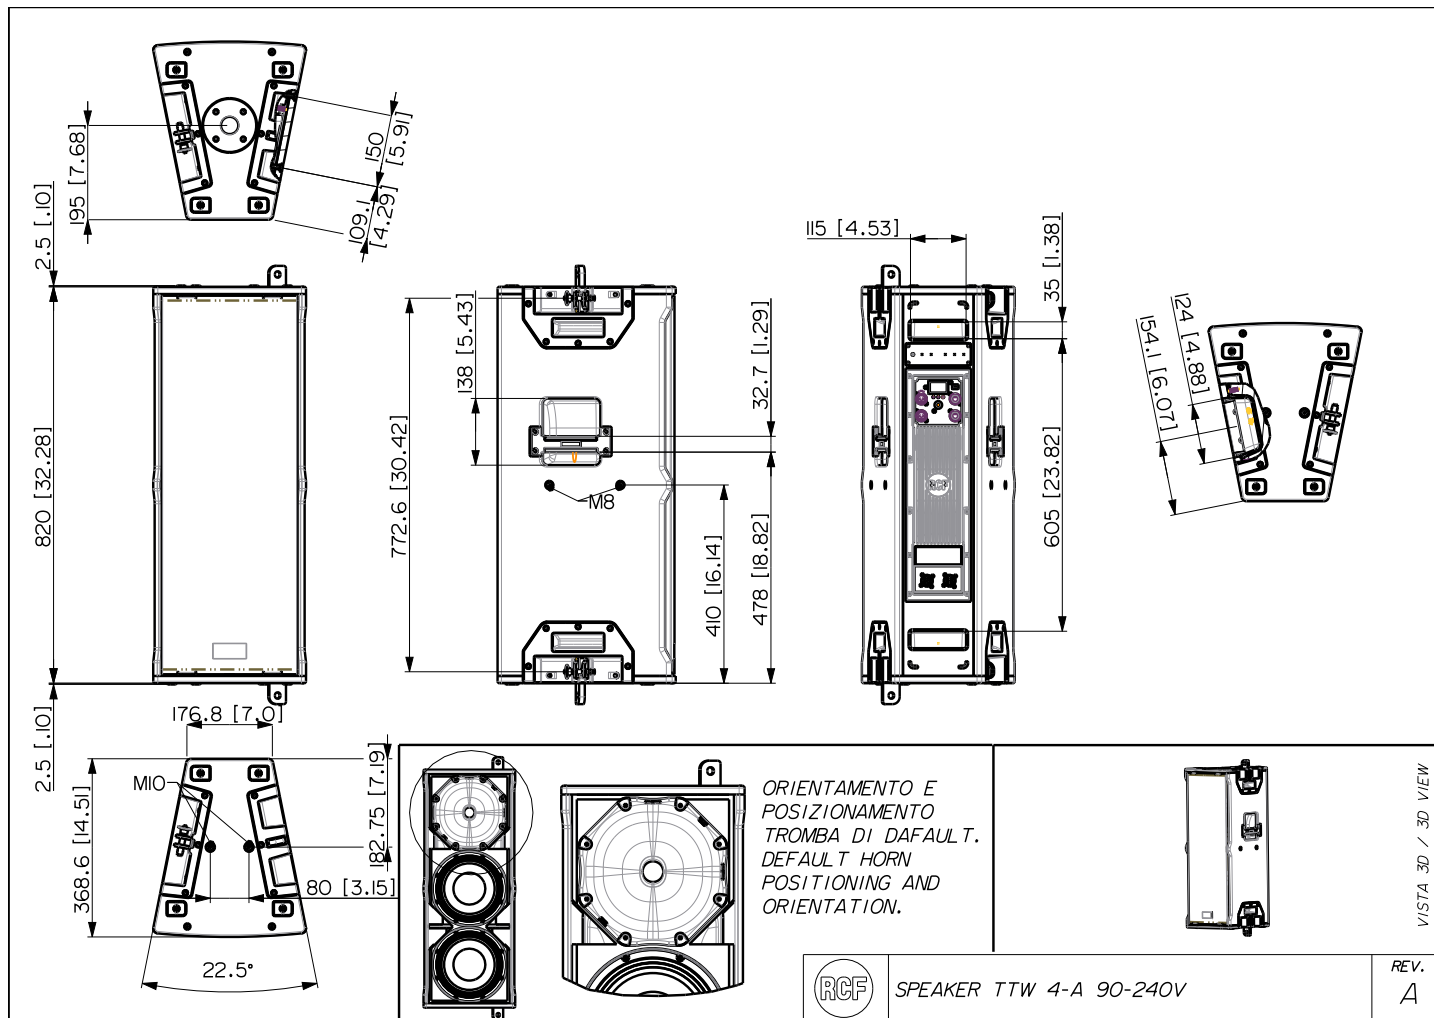 195 [7.68]
150
[5.91]
109.1
[4.29]
2.5 [.10]
820 [32.28]
2.5 [.10]
138 [5.43]
772.6 [30.42]
M8
32.7 [1.29]
410 [16.14]
478 [18.82]
115 [4.53]
35 [1.38]
605 [23.82]
RCF
124 [4.88]
154.1 [6.07]
176.8 [7.0]
M10
368.6 [14.51]
182.75 [7.19]
80 [3.15]
22.5°
ORIENTAMENTO E
POSIZIONAMENTO
TROMBA DI DAFAULT.
DEFAULT HORN
POSITIONING AND
ORIENTATION.
VISTA 3D / 3D VIEW
RCF
SPEAKER TTW 4-A 90-240V
REV.
A